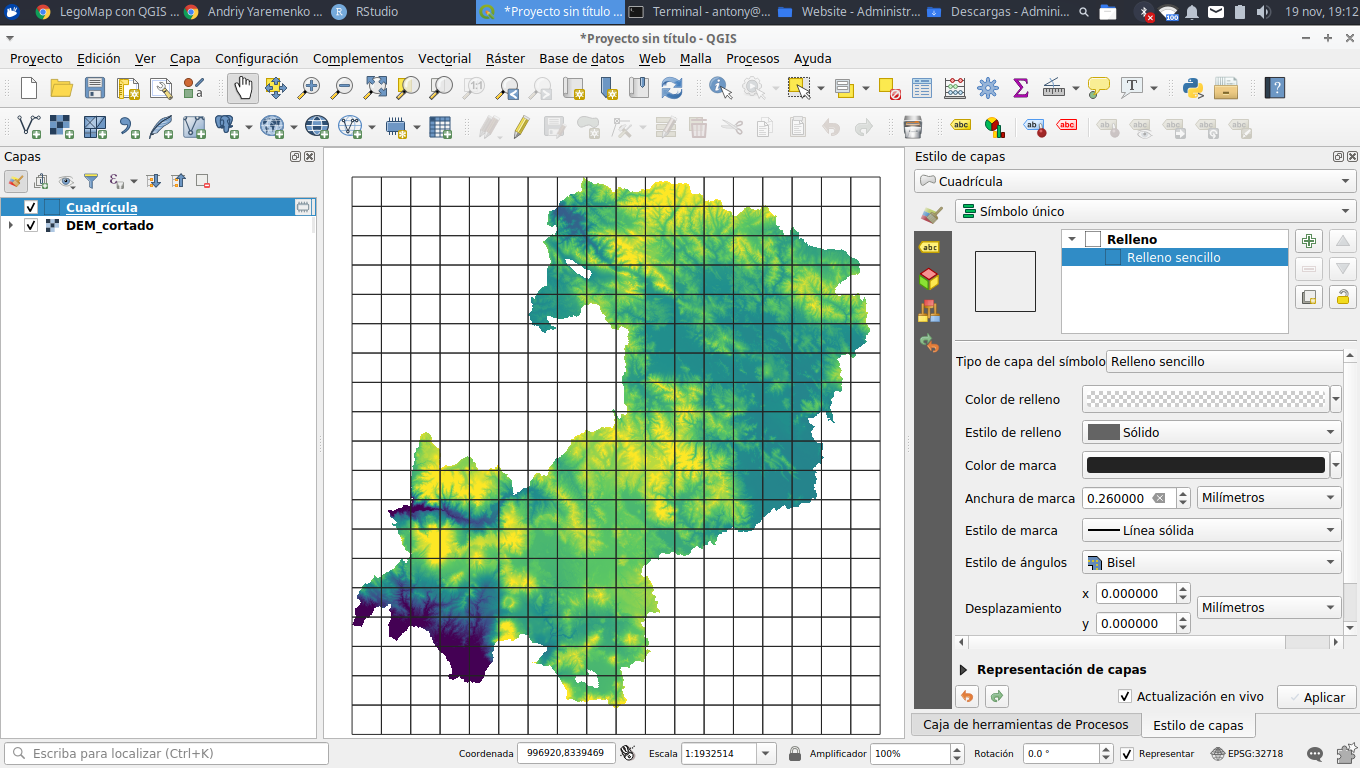 LegoMap con QGIS ...
Andriy Yaremenko ...
RStudio
*Proyecto sin título ...
Terminal - antony@...
Website - Administr...
Descargas - Admini...
100
19 nov, 19:12
*Proyecto sin título - QGIS
Proyecto Edición Ver Capa Configuración Complementos Vectorial Ráster Base de datos Web Malla Procesos Ayuda
Capas
Cuadrícula
DEM_cortado
Estilo de capas
Cuadrícula
Símbolo único
Relleno
Relleno sencillo
Tipo de capa del símbolo Relleno sencillo
Color de relleno
Estilo de relleno Sólido
Color de marca
Anchura de marca 0.260000 Milímetros
Estilo de marca Línea sólida
Estilo de ángulos Bisel
x 0.000000
Desplazamiento Milímetros
y 0.000000
Representación de capas
Actualización en vivo Aplicar
Caja de herramientas de Procesos Estilo de capas
Escriba para localizar (Ctrl+K) Coordenada 996920,8339469 Escala 1:1932514 Amplificador 100% Rotación 0.0 ° Representar EPSG:32718